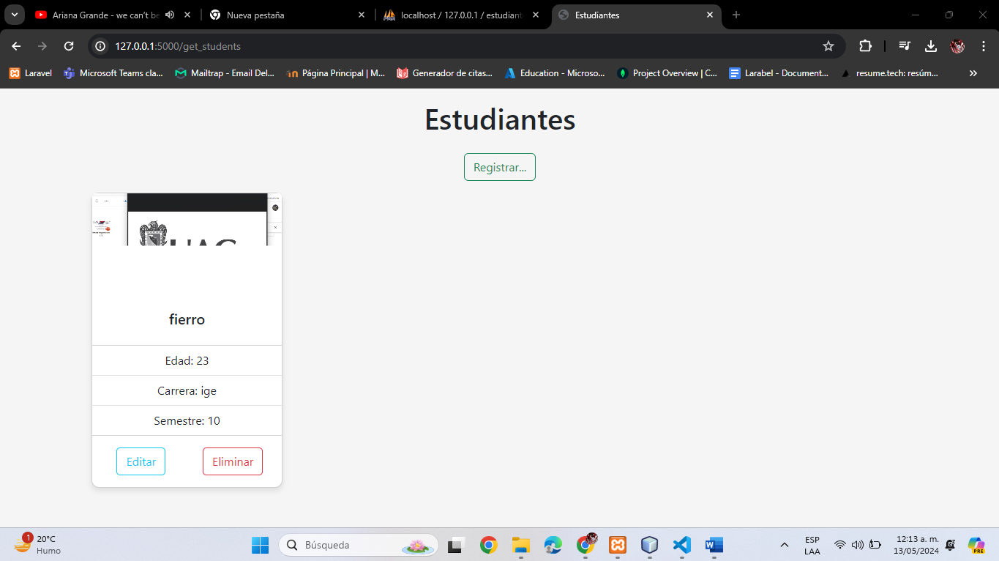 Ariana Grande - we can't be
Nueva pestaña
localhost / 127.0.0.1 / estudiant
Estudiantes
127.0.0.1:5000/get_students
Laravel
Microsoft Teams cla...
Mailtrap - Email Del...
Página Principal | M...
Generador de citas...
Education - Microso...
Project Overview | C...
Larabel - Document...
resume.tech: resúm...
Estudiantes
Registrar...
fierro
Edad: 23
Carrera: ige
Semestre: 10
Editar
Eliminar
1
20°C
Humo
Búsqueda
ESP
LAA
12:13 a. m.
13/05/2024
PRE